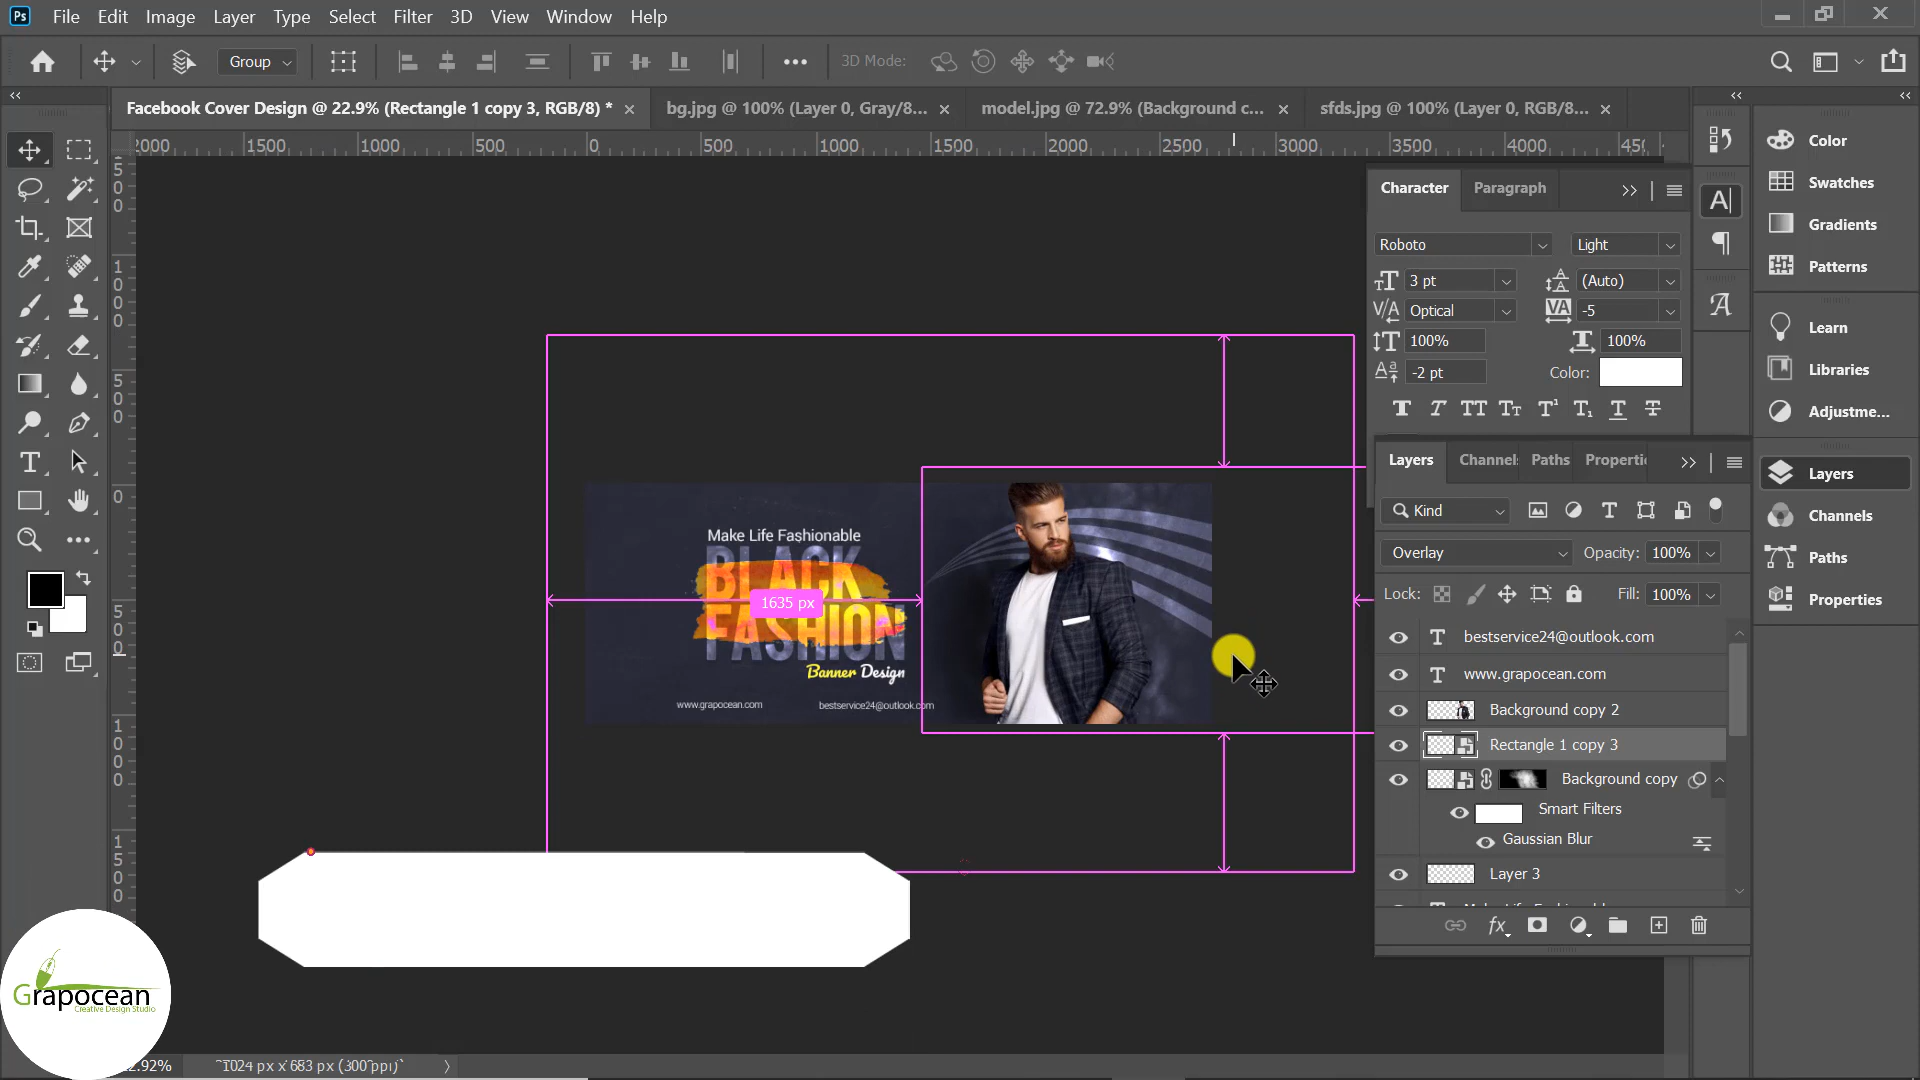 Ps File Edit Image Layer Type Select Filter 3D View Window Help
Group 3D Mode:
Facebook Cover Design @ 22.9% (Rectangle 1 copy 3, RGB/8) * bg.jpg @ 100% (Layer 0, Gray/8... model.jpg @ 72.9% (Background c... sfds.jpg @ 100% (Layer 0, RGB/8...
2000 1500 1000 500 0 500 1000 1500 2000 2500 3000 3500 4000
Character Paragraph
Roboto Light
3 pt (Auto)
Optical -5
100% 100%
-2 pt Color:
Color
Swatches
Gradients
Patterns
Learn
Libraries
Adjustme...
Layers
Channels
Paths
Properties
Make Life Fashionable
BLACK
FASHION
Banner Design
1635 px
www.grapocean.com bestservice24@outlook.com
Layers Channel Paths Properti
Kind
Overlay Opacity: 100%
Lock: Fill: 100%
bestservice24@outlook.com
www.grapocean.com
Background copy 2
Rectangle 1 copy 3
Background copy
Smart Filters
Gaussian Blur
Layer 3
Grapocean
Creative Design Studio
2.92% 1024 px x 683 px (300 ppi)